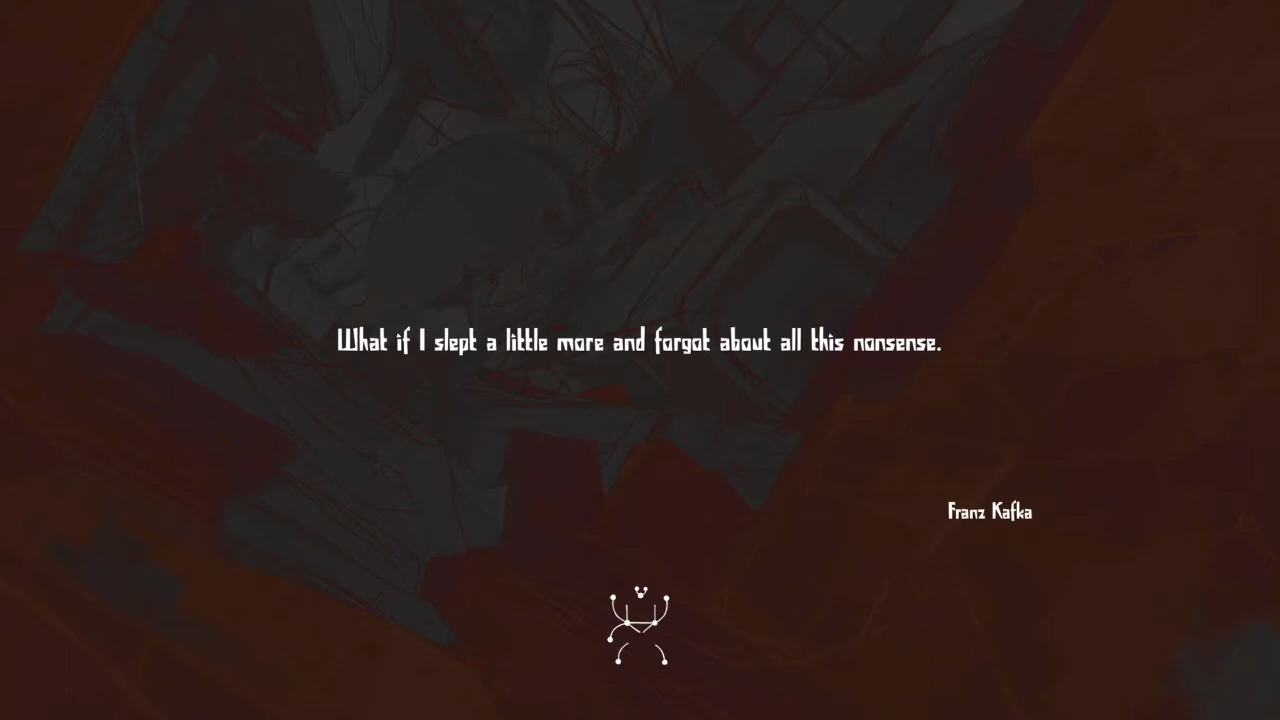 What if I slept a little more and forgot about all this nonsense.
Franz Kafka